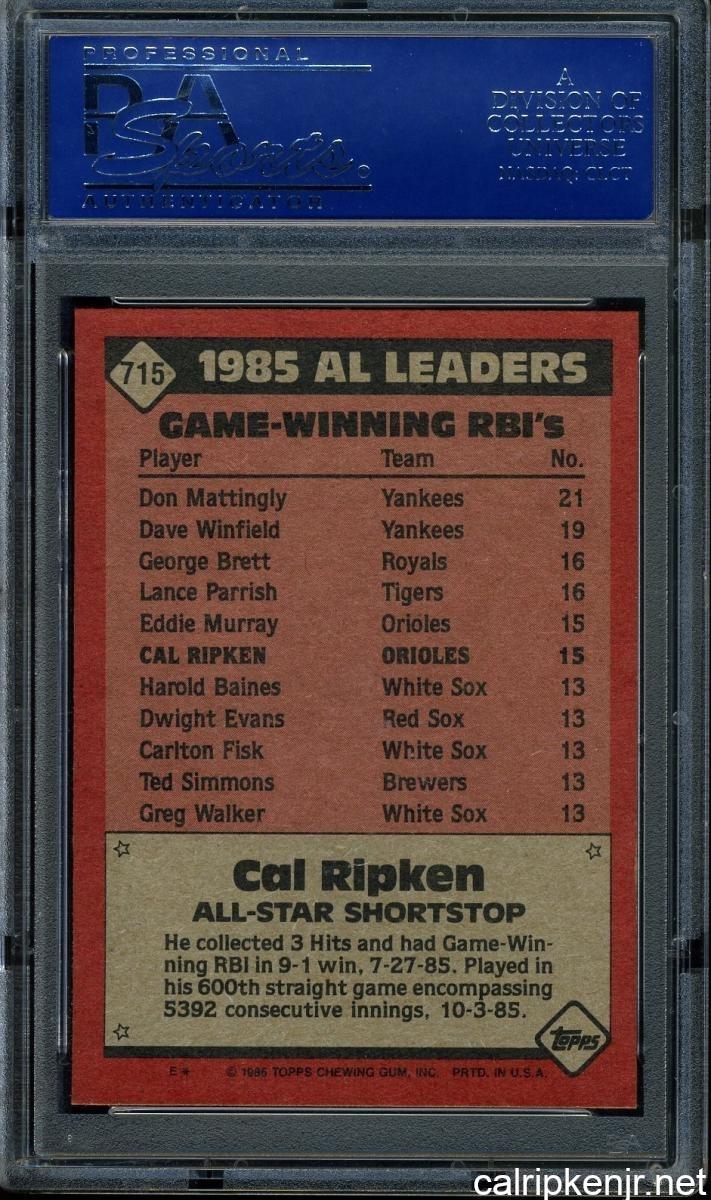 PROFESSIONAL
PSA
Sports.
AUTHENTICATOR
A
DIVISION OF
COLLECTORS
UNIVERSE
NASDAQ: CLCT
715 1985 AL LEADERS
GAME-WINNING RBI's
Player Team No.
Don Mattingly Yankees 21
Dave Winfield Yankees 19
George Brett Royals 16
Lance Parrish Tigers 16
Eddie Murray Orioles 15
CAL RIPKEN ORIOLES 15
Harold Baines White Sox 13
Dwight Evans Red Sox 13
Carlton Fisk White Sox 13
Ted Simmons Brewers 13
Greg Walker White Sox 13
Cal Ripken
ALL-STAR SHORTSTOP
He collected 3 Hits and had Game-Win-
ning RBI in 9-1 win, 7-27-85. Played in
his 600th straight game encompassing
5392 consecutive innings, 10-3-85.
topps
E* © 1986 TOPPS CHEWING GUM, INC. PRTD. IN U.S.A.
PSA
calripkenjr.net